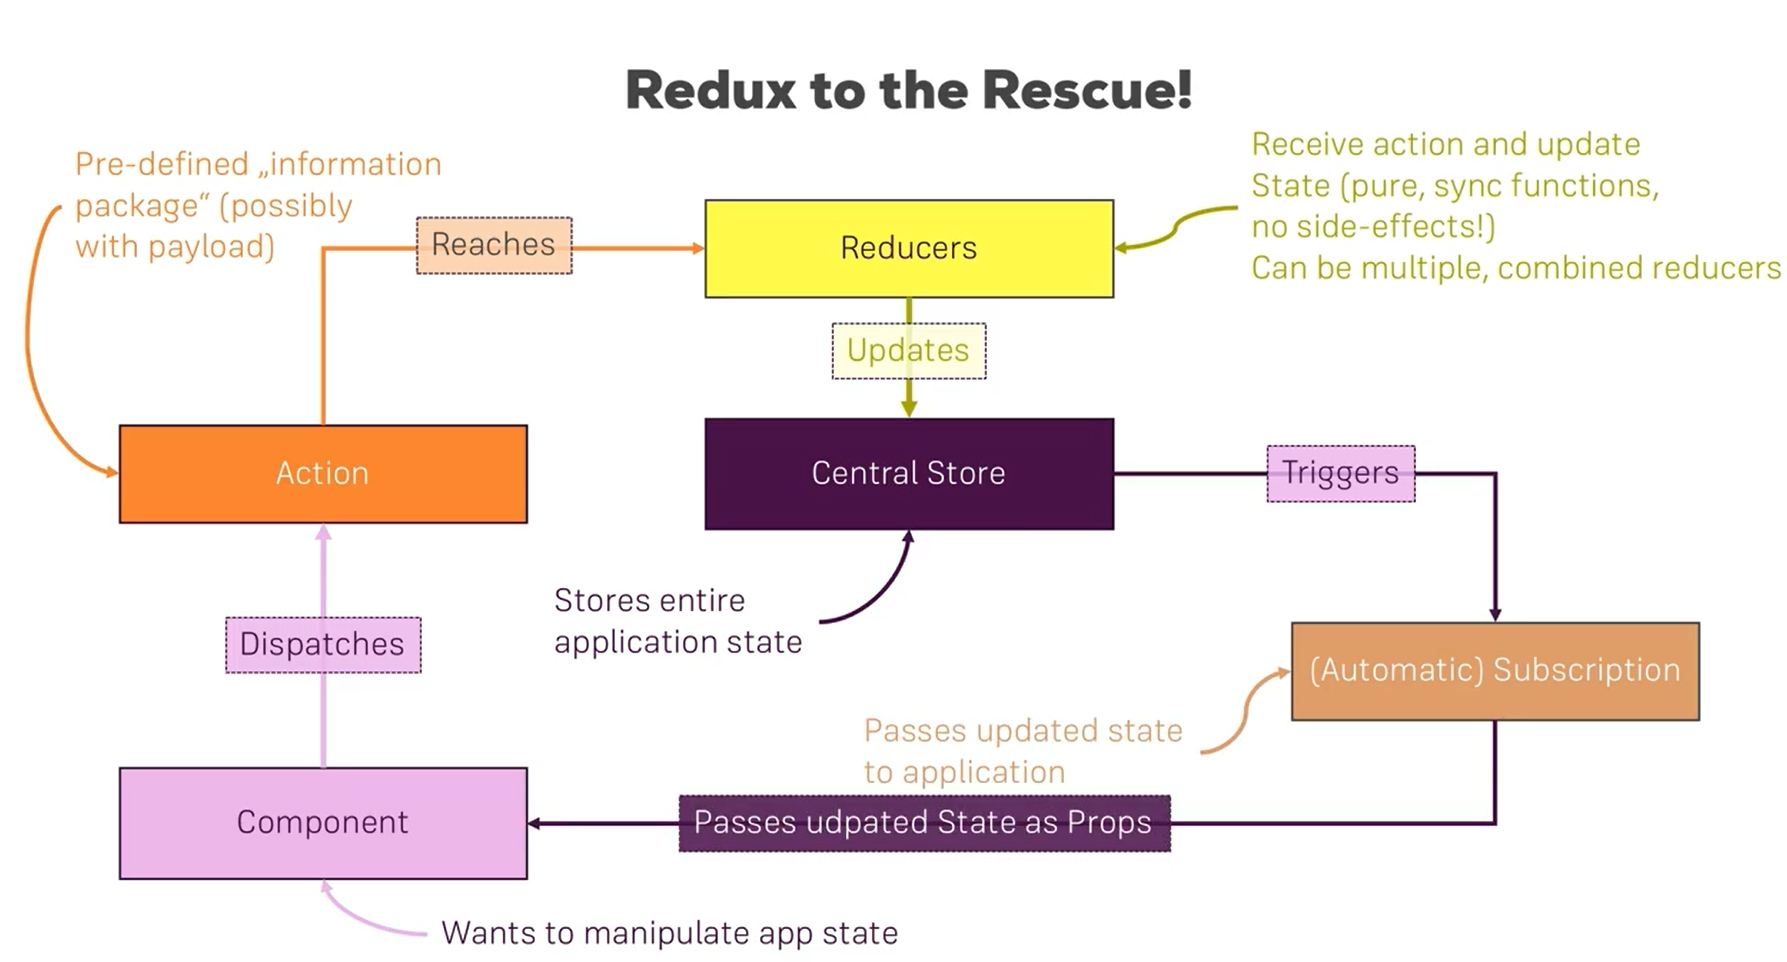 Redux to the Rescue!
Pre-defined „information
package“ (possibly
with payload)
Reaches
Reducers
Receive action and update
State (pure, sync functions,
no side-effects!)
Can be multiple, combined reducers
Updates
Action
Central Store
Triggers
Stores entire
application state
Dispatches
(Automatic) Subscription
Passes updated state
to application
Component
Passes udpated State as Props
Wants to manipulate app state